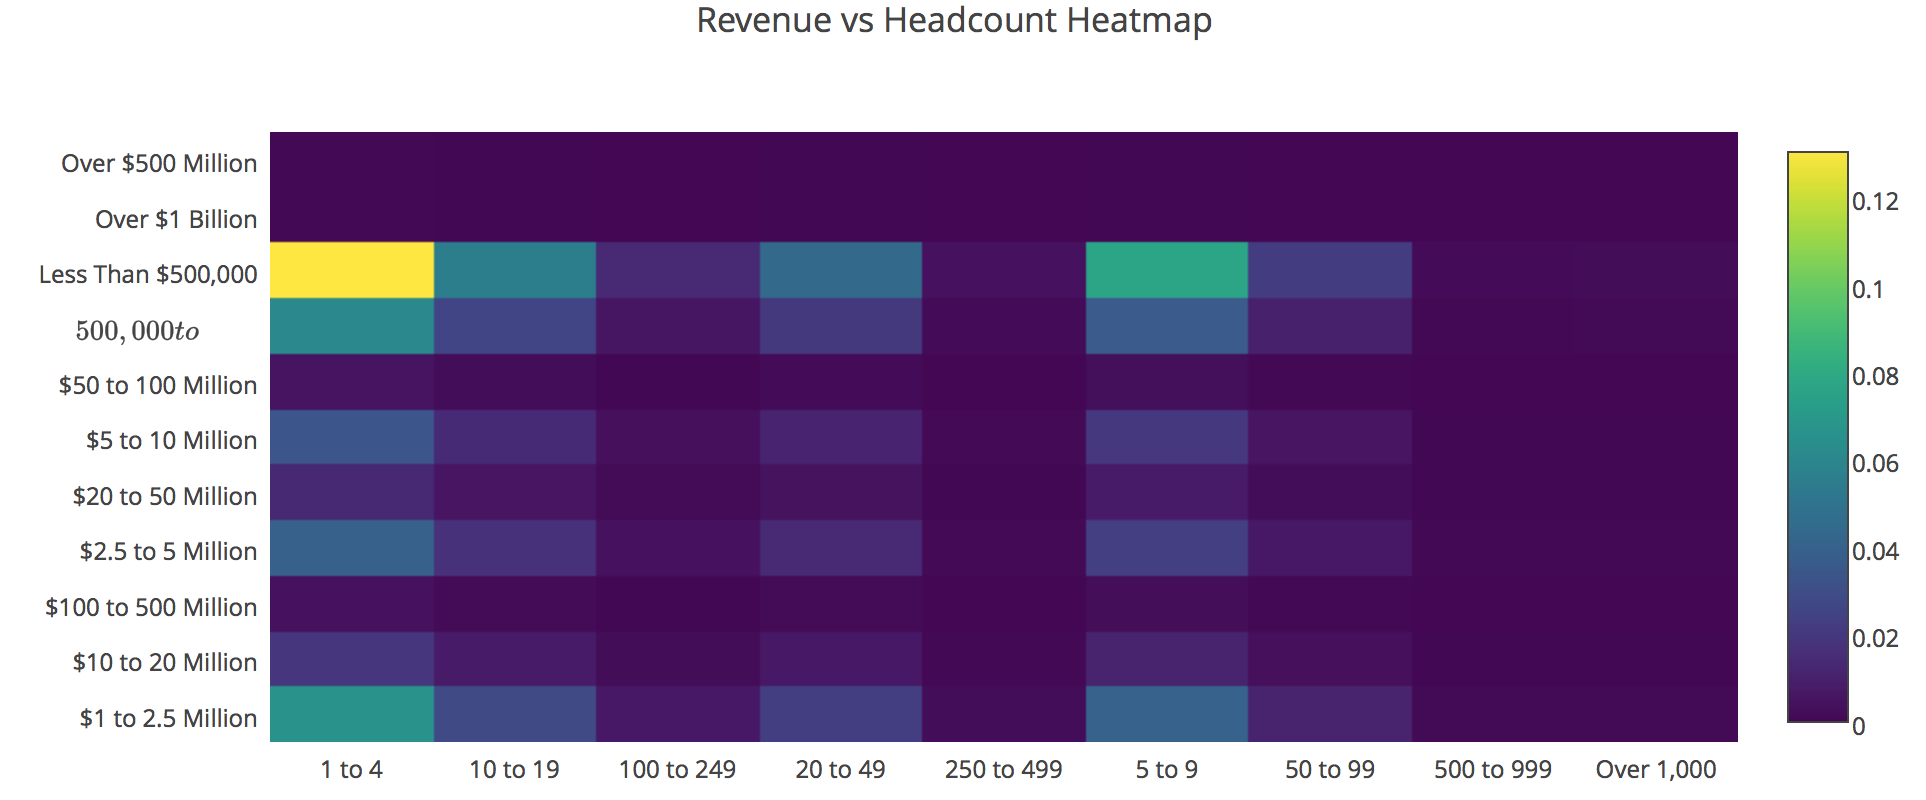 Revenue vs Headcount Heatmap
Over $500 Million
Over $1 Billion
Less Than $500,000
500,000to
$50 to 100 Million
$5 to 10 Million
$20 to 50 Million
$2.5 to 5 Million
$100 to 500 Million
$10 to 20 Million
$1 to 2.5 Million
1 to 4 10 to 19 100 to 249 20 to 49 250 to 499 5 to 9 50 to 99 500 to 999 Over 1,000
0.12
0.1
0.08
0.06
0.04
0.02
0